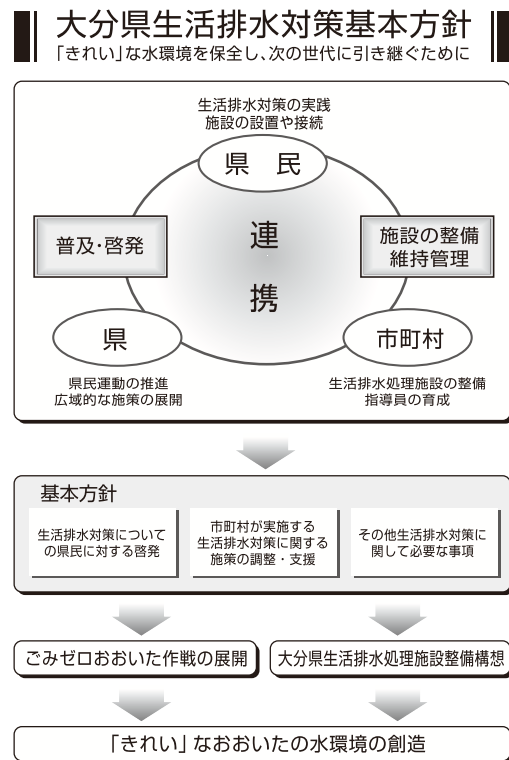 大分県生活排水対策基本方針
「きれい」な水環境を保全し、次の世代に引き継ぐために
生活排水対策の実践
施設の設置や接続
県　民
連
携
普及・啓発
施設の整備
維持管理
県
市町村
県民運動の推進
広域的な施策の展開
生活排水処理施設の整備
指導員の育成
基本方針
生活排水対策について
の県民に対する啓発
市町村が実施する
生活排水対策に関する
施策の調整・支援
その他生活排水対策に
関して必要な事項
ごみゼロおおいた作戦の展開
大分県生活排水処理施設整備構想
「きれい」なおおいたの水環境の創造